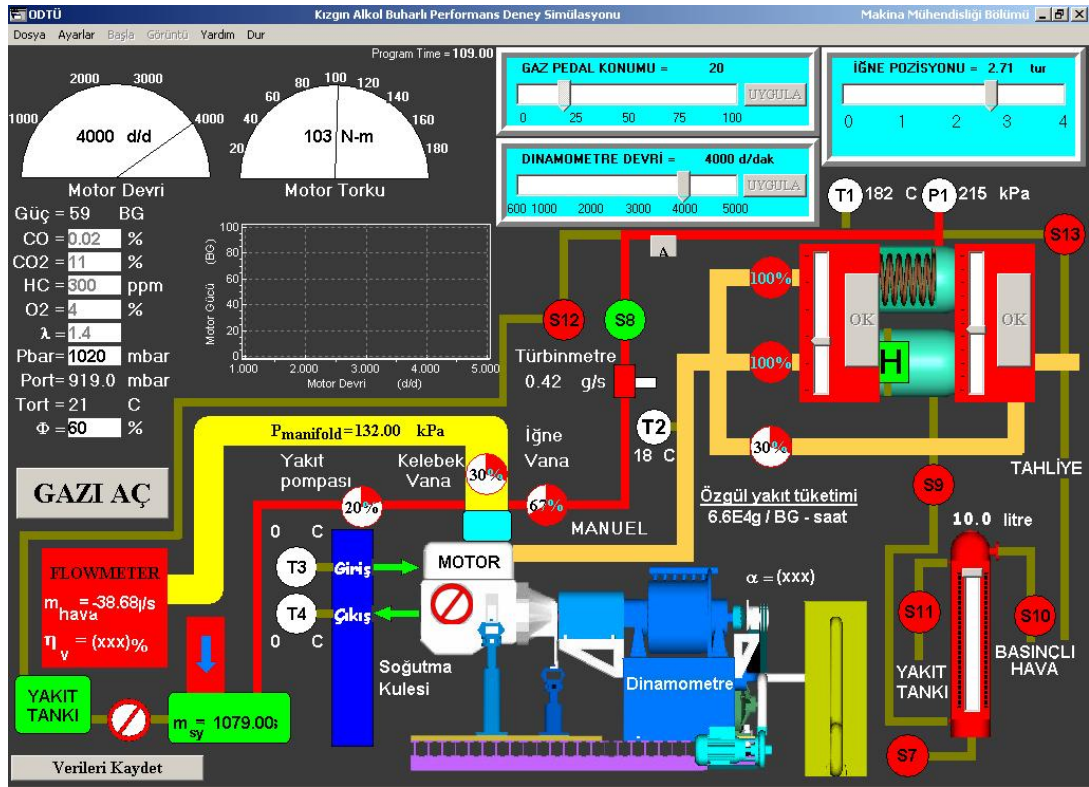 ODTÜ Kızgın Alkol Buharlı Performans Deney Simülasyonu Makina Mühendisliği Bölümü
Dosya Ayarlar Başla Görüntü Yardım Dur
Program Time = 109.00
1000 2000 3000 4000
4000 d/d
Motor Devri
20 40 60 80 100 120 140 160 180
103 N-m
Motor Torku
GAZ PEDAL KONUMU = 20
UYGULA
0 25 50 75 100
DINAMOMETRE DEVRİ = 4000 d/dak
UYGULA
600 1000 2000 3000 4000 5000
İĞNE POZİSYONU = 2.71 tur
0 1 2 3 4
Güç = 59 BG
CO = 0.02 %
CO2 = 11 %
HC = 300 ppm
O2 = 4 %
λ = 1.4
Pbar= 1020 mbar
Port= 919.0 mbar
Tort = 21 C
Φ = 60 %
Motor Gücü (BG)
100
80
60
40
20
0
1.000 2.000 3.000 4.000 5.000
Motor Devri (d/d)
T1 182 C P1 215 kPa
S13
A
S12 S8
100%
100%
30%
OK
OK
H
Türbinmetre
0.42 g/s
T2
18 C
Pmanifold=132.00 kPa
Yakıt pompası
20%
Kelebek Vana
30%
İğne Vana
67%
MANUEL
Özgül yakıt tüketimi
6.6E4g / BG - saat
TAHLİYE
S9
10.0 litre
S11
S10
YAKIT TANKI
BASINÇLI HAVA
S7
GAZI AÇ
FLOWMETER
m hava = -38.68l/s
η v = (xxx)%
0 C
T3 Giriş
T4 Çıkış
0 C
Soğutma Kulesi
MOTOR
Dinamometre
α = (xxx)
YAKIT TANKI
m sy = 1079.00
Verileri Kaydet